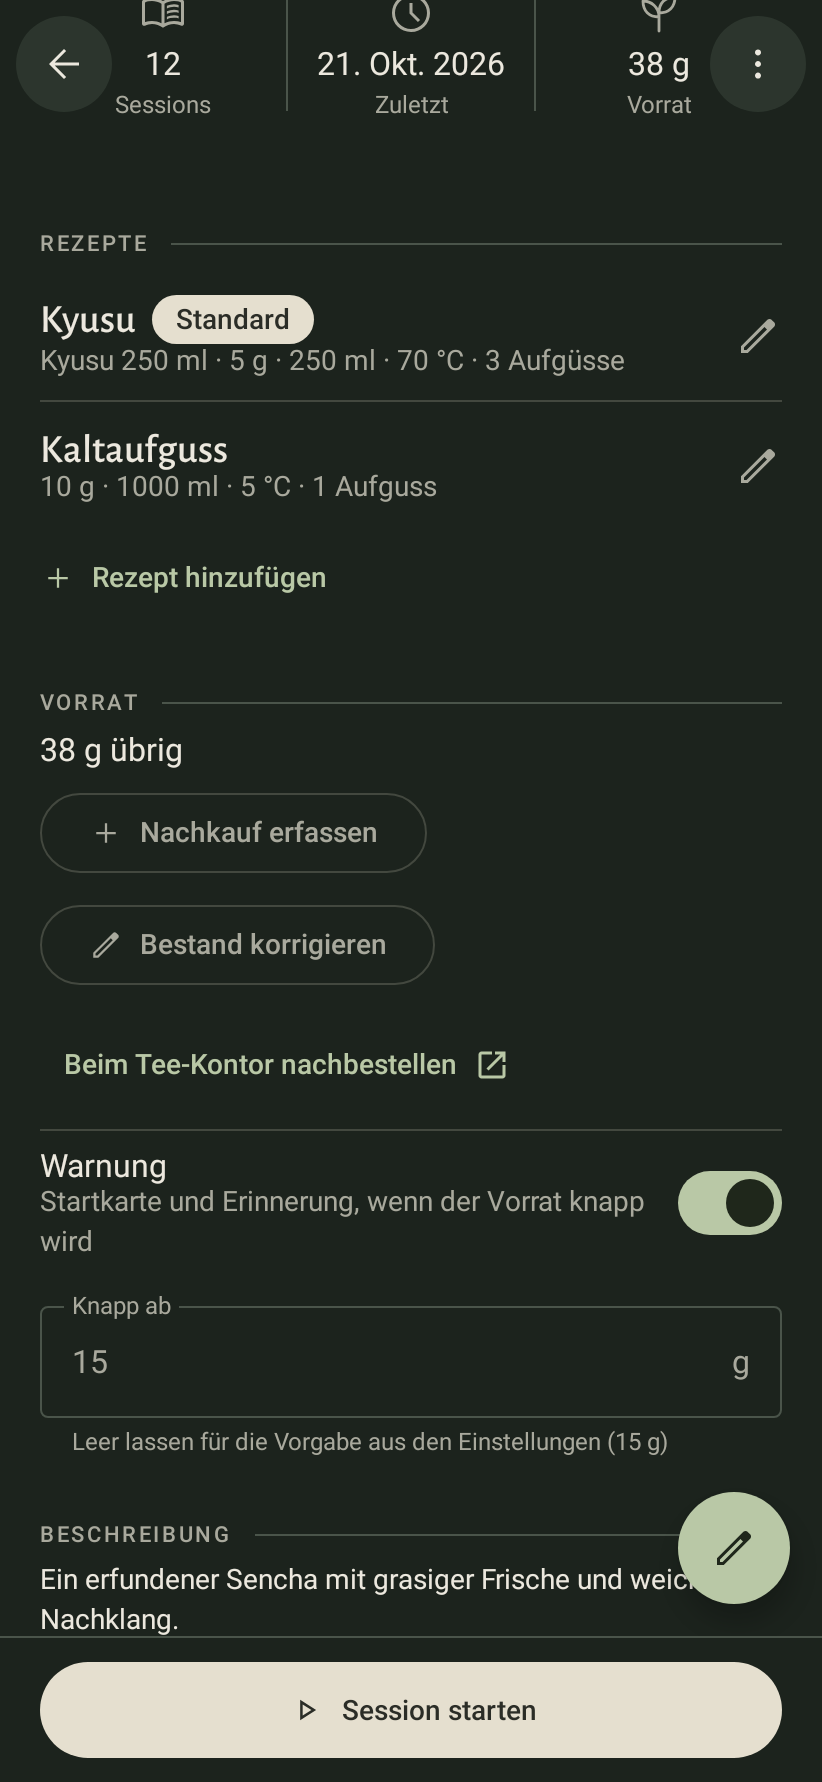 12
Sessions
21. Okt. 2026
Zuletzt
38 g
Vorrat
REZEPTE
Kyusu Standard
Kyusu 250 ml · 5 g · 250 ml · 70 °C · 3 Aufgüsse
Kaltaufguss
10 g · 1000 ml · 5 °C · 1 Aufguss
Rezept hinzufügen
VORRAT
38 g übrig
Nachkauf erfassen
Bestand korrigieren
Beim Tee-Kontor nachbestellen
Warnung
Startkarte und Erinnerung, wenn der Vorrat knapp
wird
Knapp ab
15 g
Leer lassen für die Vorgabe aus den Einstellungen (15 g)
BESCHREIBUNG
Ein erfundener Sencha mit grasiger Frische und
Nachklang.
Session starten